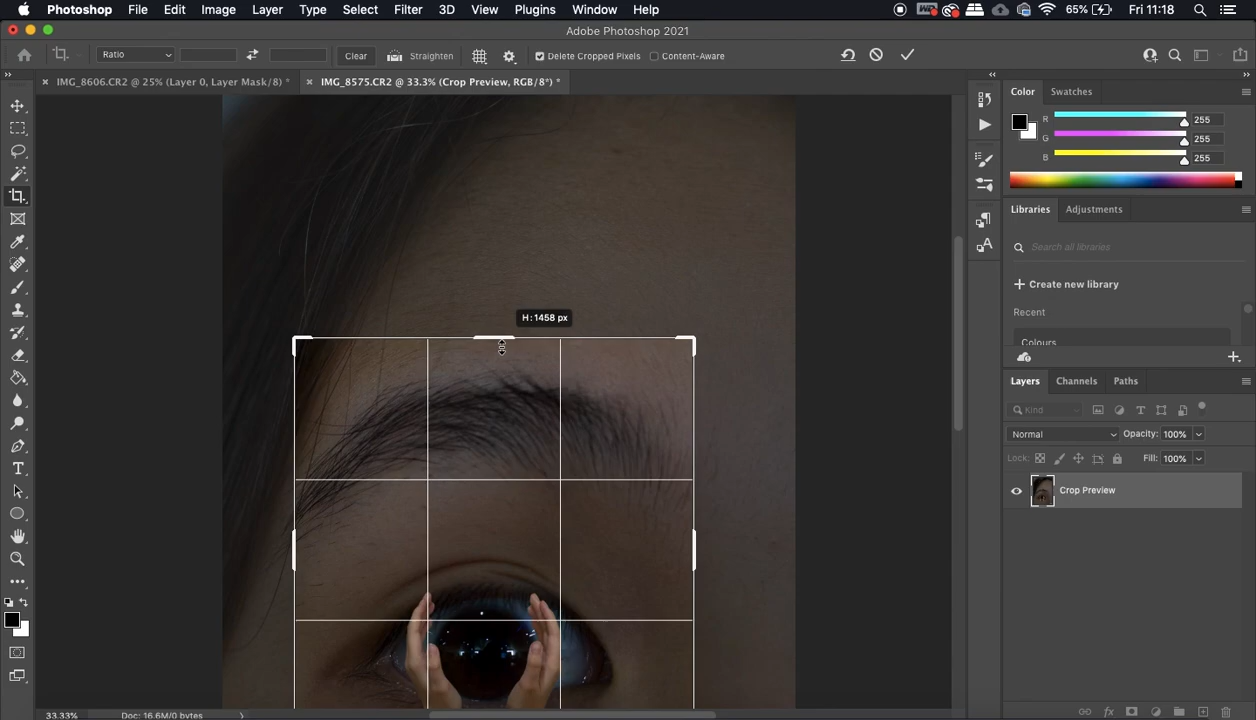 Photoshop File Edit Image Layer Type Select Filter 3D View Plugins Window Help 65% Fri 11:18
Adobe Photoshop 2021
Ratio Clear Straighten Delete Cropped Pixels Content-Aware
× IMG_8606.CR2 @ 25% (Layer 0, Layer Mask/8) * × IMG_8575.CR2 @ 33.3% (Crop Preview, RGB/8*) *
Color Swatches
R 255
G 255
B 255
Libraries Adjustments
Search all libraries
Create new library
Recent
Colours
H: 1458 px
Layers Channels Paths
Kind
Normal Opacity: 100%
Lock: Fill: 100%
Crop Preview
33.33% Doc: 16.6M/0 bytes